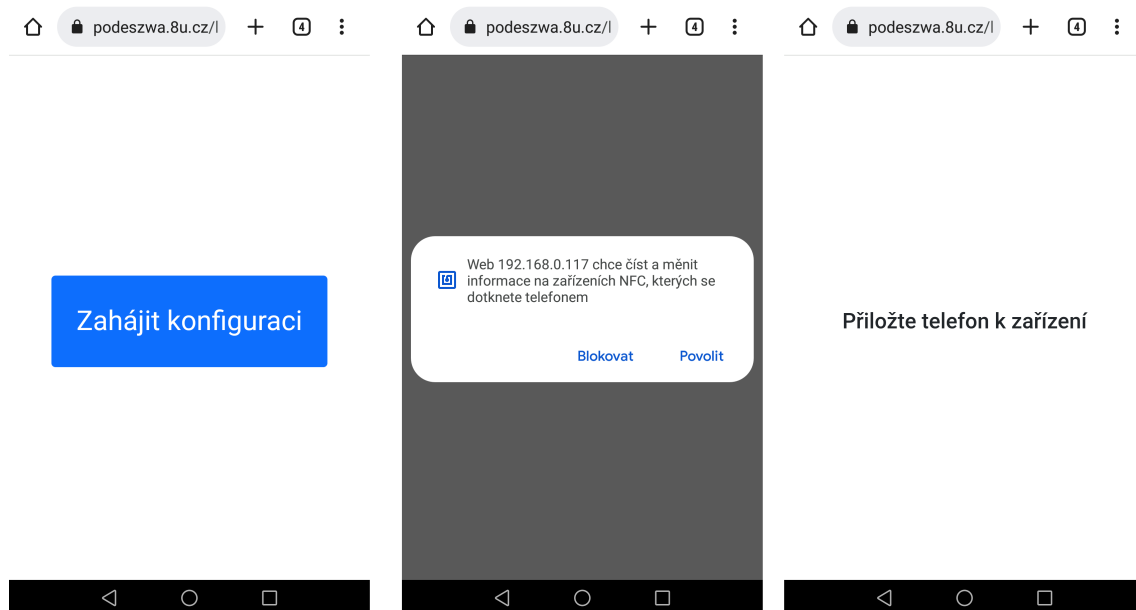 podeszwa.8u.cz/l
4
Zahájit konfiguraci
podeszwa.8u.cz/l
4
Web 192.168.0.117 chce číst a měnit
informace na zařízeních NFC, kterých se
dotknete telefonem
Blokovat Povolit
podeszwa.8u.cz/l
4
Přiložte telefon k zařízení